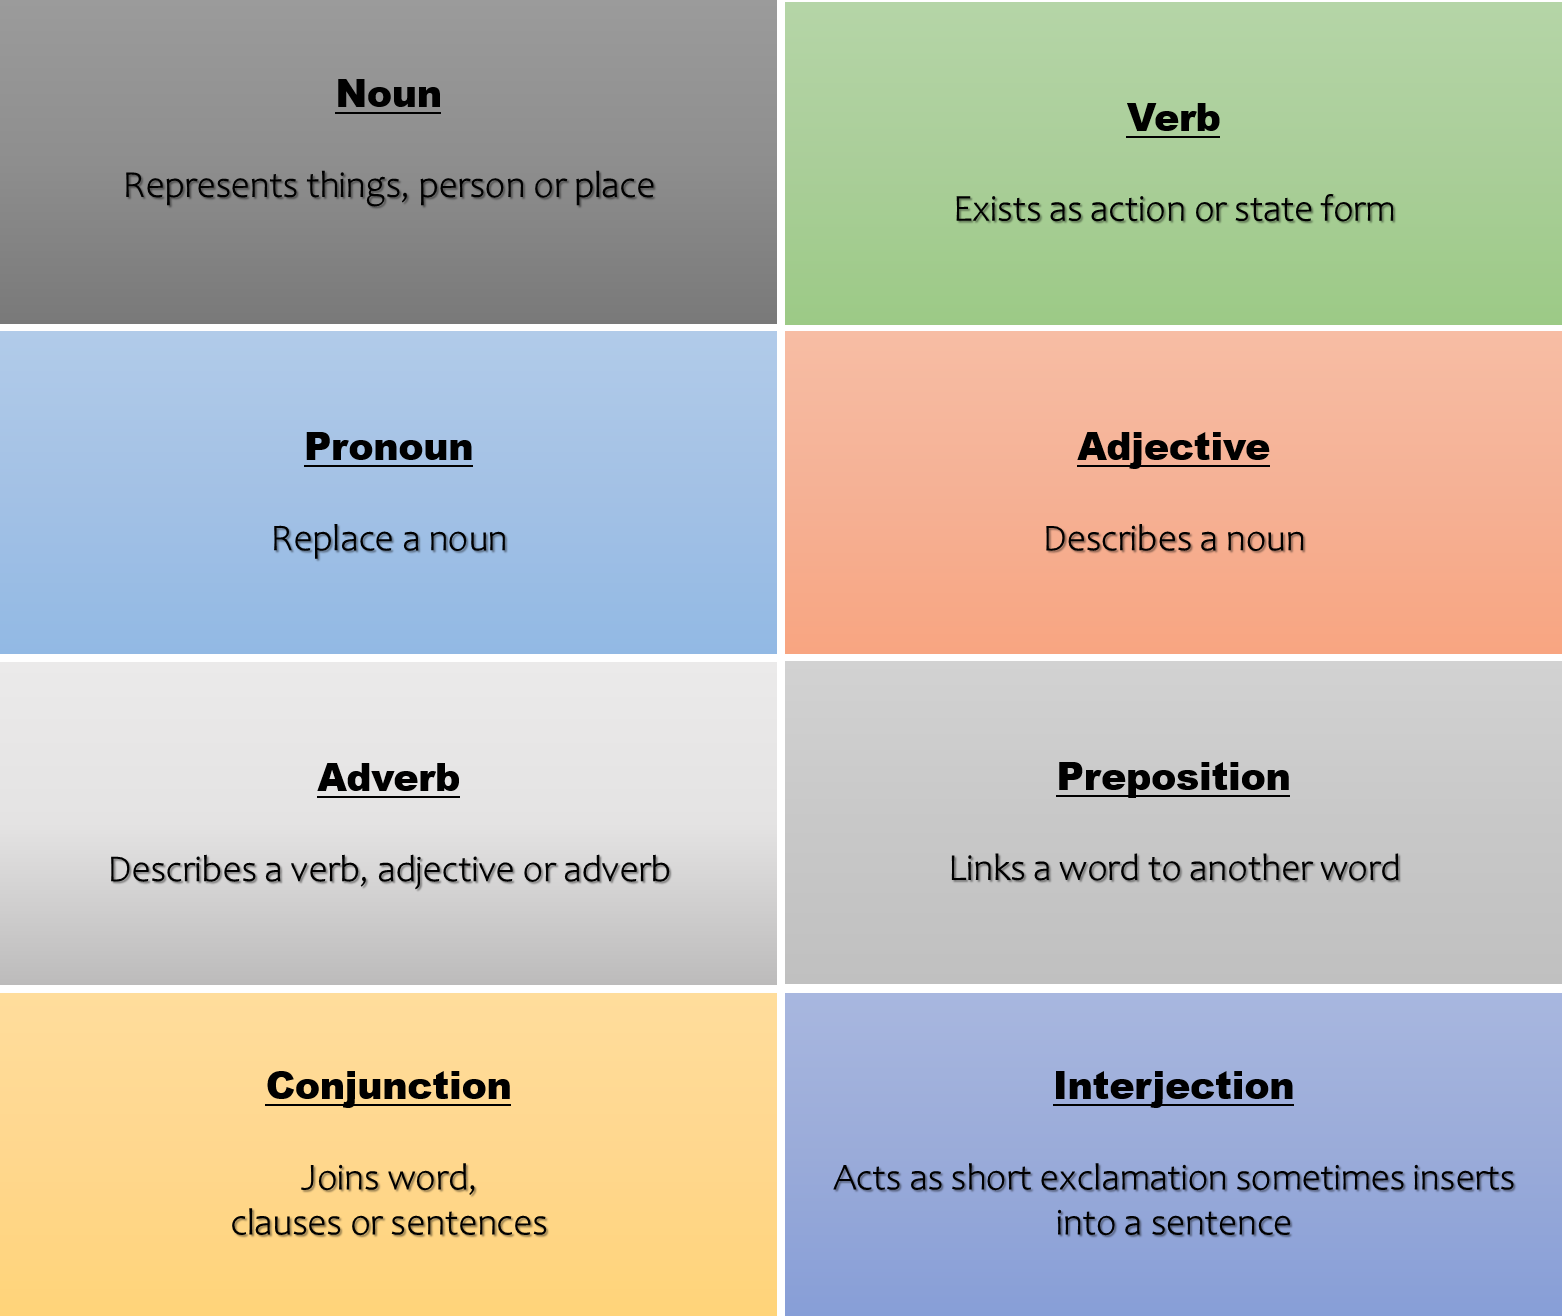 Noun
Represents things, person or place
Verb
Exists as action or state form
Pronoun
Replace a noun
Adjective
Describes a noun
Adverb
Describes a verb, adjective or adverb
Preposition
Links a word to another word
Conjunction
Joins word,
clauses or sentences
Interjection
Acts as short exclamation sometimes inserts
into a sentence